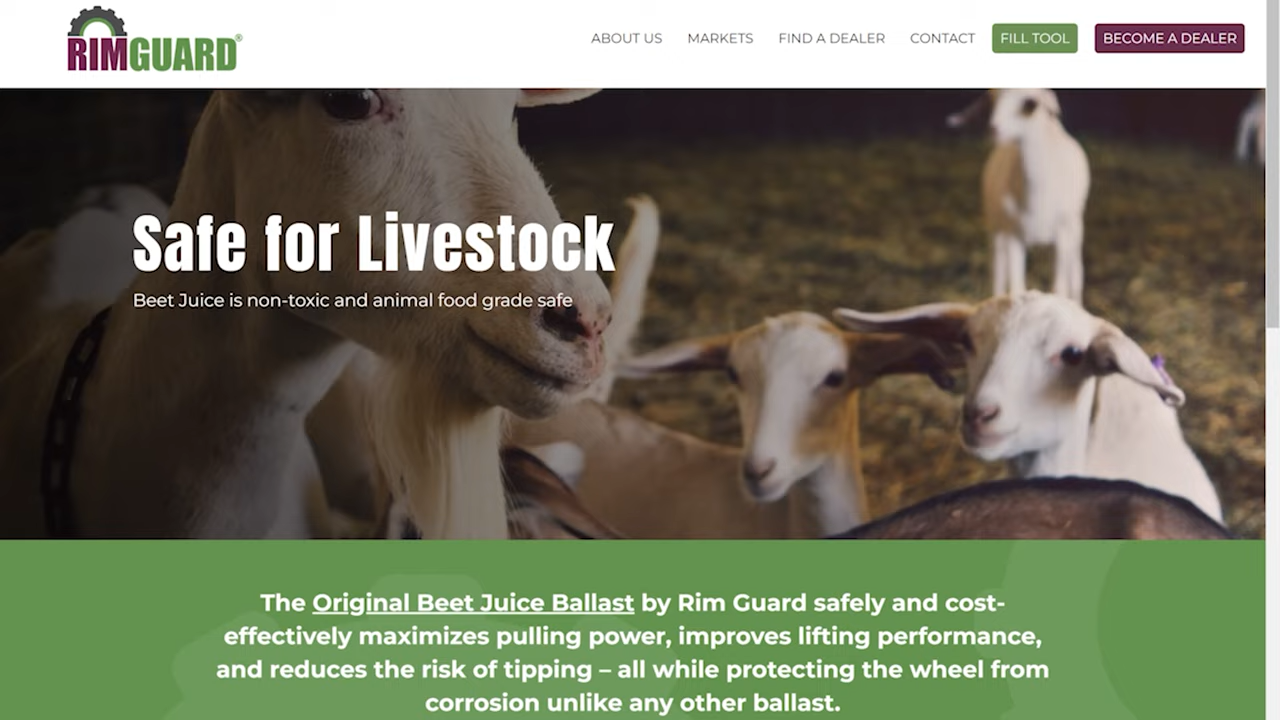 RIMGUARD®
ABOUT US MARKETS FIND A DEALER CONTACT FILL TOOL BECOME A DEALER
Safe for Livestock
Beet Juice is non-toxic and animal food grade safe
The Original Beet Juice Ballast by Rim Guard safely and cost-
effectively maximizes pulling power, improves lifting performance,
and reduces the risk of tipping – all while protecting the wheel from
corrosion unlike any other ballast.